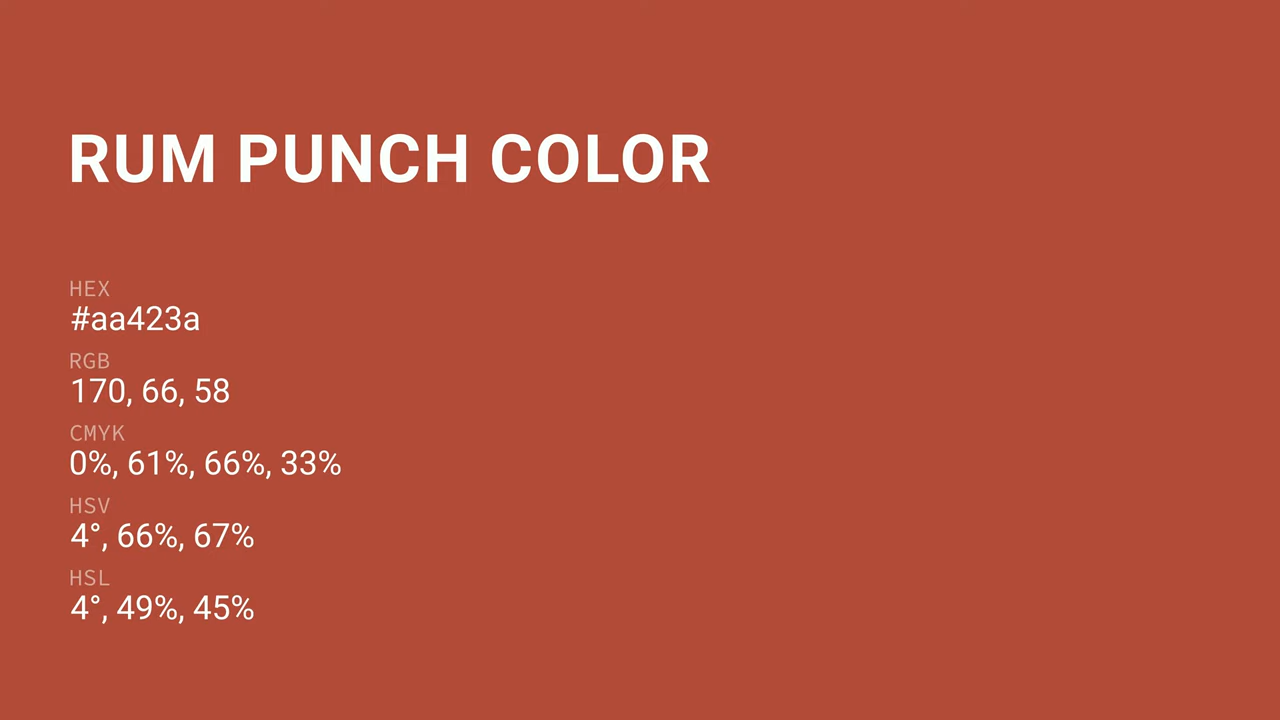 RUM PUNCH COLOR
HEX
#aa423a
RGB
170, 66, 58
CMYK
0%, 61%, 66%, 33%
HSV
4°, 66%, 67%
HSL
4°, 49%, 45%